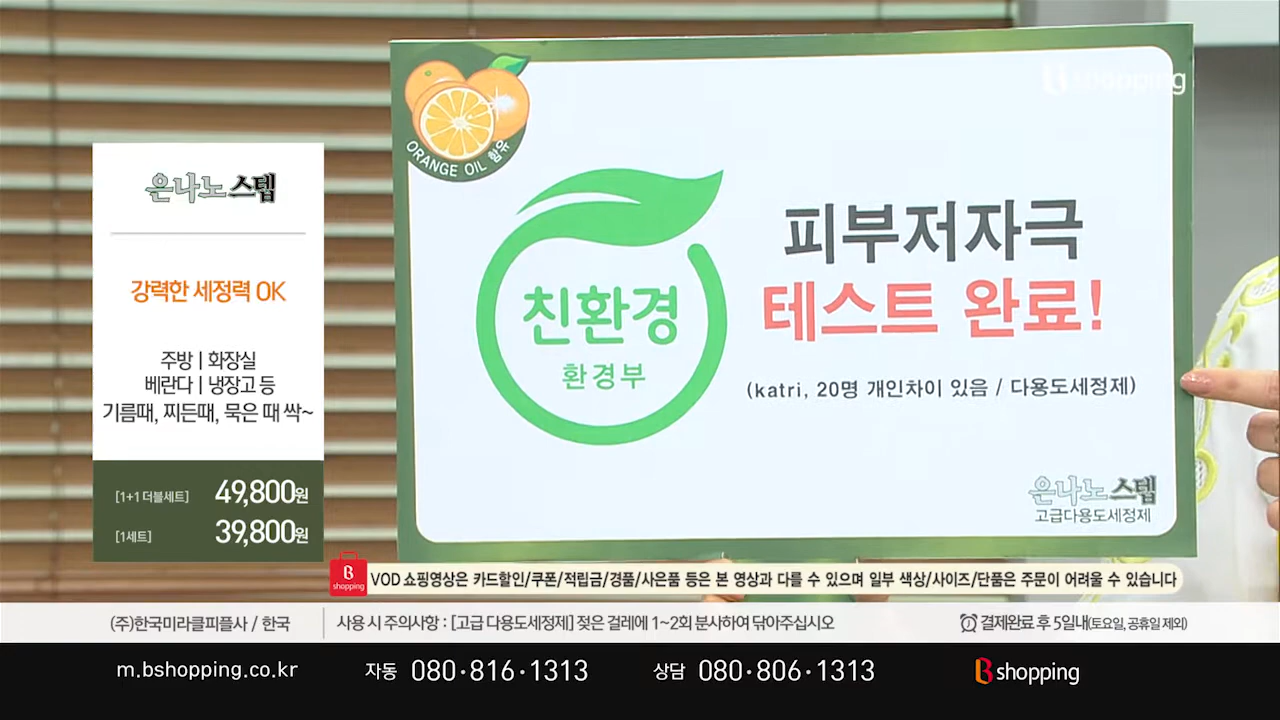 B shopping
ORANGE OIL 함유
친환경
환경부
피부저자극
테스트 완료!
(katri, 20명 개인차이 있음 / 다용도세정제)
은나노 스텝
고급다용도세정제
은나노 스텝
강력한 세정력 OK
주방 | 화장실
베란다 | 냉장고 등
기름때, 찌든때, 묵은 때 싹~
[1+1 더블세트] 49,800원
[1세트] 39,800원
B shopping
VOD 쇼핑영상은 카드할인/쿠폰/적립금/경품/사은품 등은 본 영상과 다를 수 있으며 일부 색상/사이즈/단품은 주문이 어려울 수 있습니다
(주)한국미라클피플사 / 한국
사용 시 주의사항 : [고급 다용도세정제] 젖은 걸레에 1~2회 분사하여 닦아주십시오
결제완료 후 5일내(토요일, 공휴일 제외)
m.bshopping.co.kr
자동 080·816·1313
상담 080·806·1313
B shopping